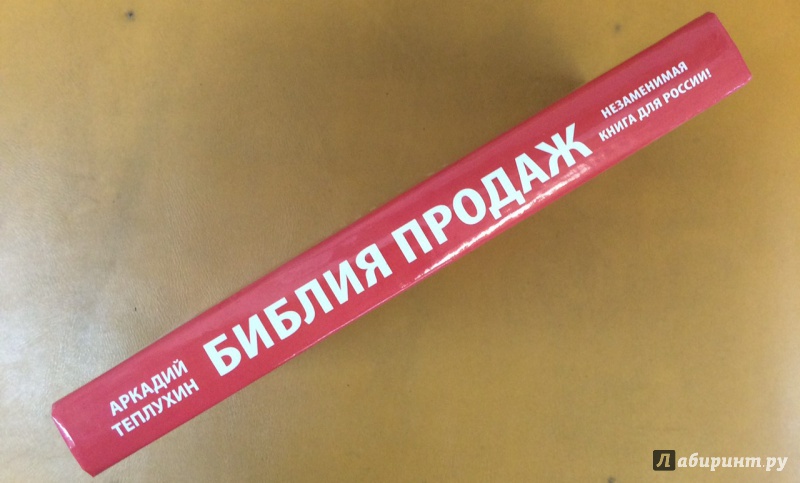 АРКАДИЙ
ТЕПЛУХИН
БИБЛИЯ ПРОДАЖ
НЕЗАМЕНИМАЯ
КНИГА ДЛЯ РОССИИ!
Лабиринт.ру